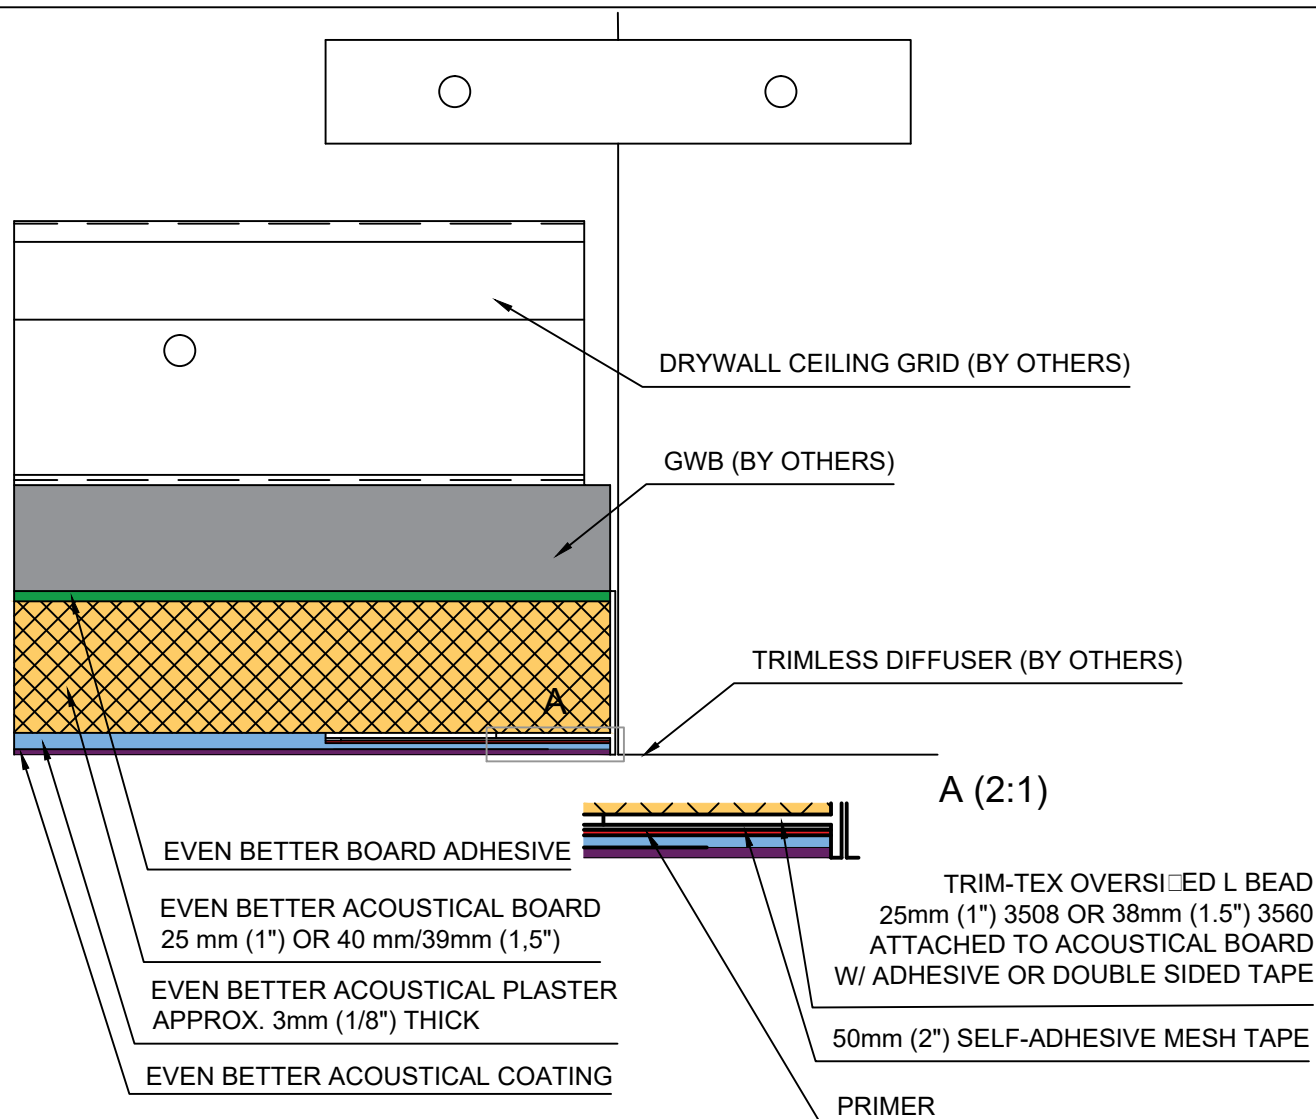 DRYWALL CEILING GRID (BY OTHERS)
GWB (BY OTHERS)
TRIMLESS DIFFUSER (BY OTHERS)
A
A (2:1)
EVEN BETTER BOARD ADHESIVE
EVEN BETTER ACOUSTICAL BOARD
25 mm (1") OR 40 mm/39mm (1,5")
EVEN BETTER ACOUSTICAL PLASTER
APPROX. 3mm (1/8") THICK
EVEN BETTER ACOUSTICAL COATING
TRIM-TEX OVERSI□ED L BEAD
25mm (1") 3508 OR 38mm (1.5") 3560
ATTACHED TO ACOUSTICAL BOARD
W/ ADHESIVE OR DOUBLE SIDED TAPE
50mm (2") SELF-ADHESIVE MESH TAPE
PRIMER